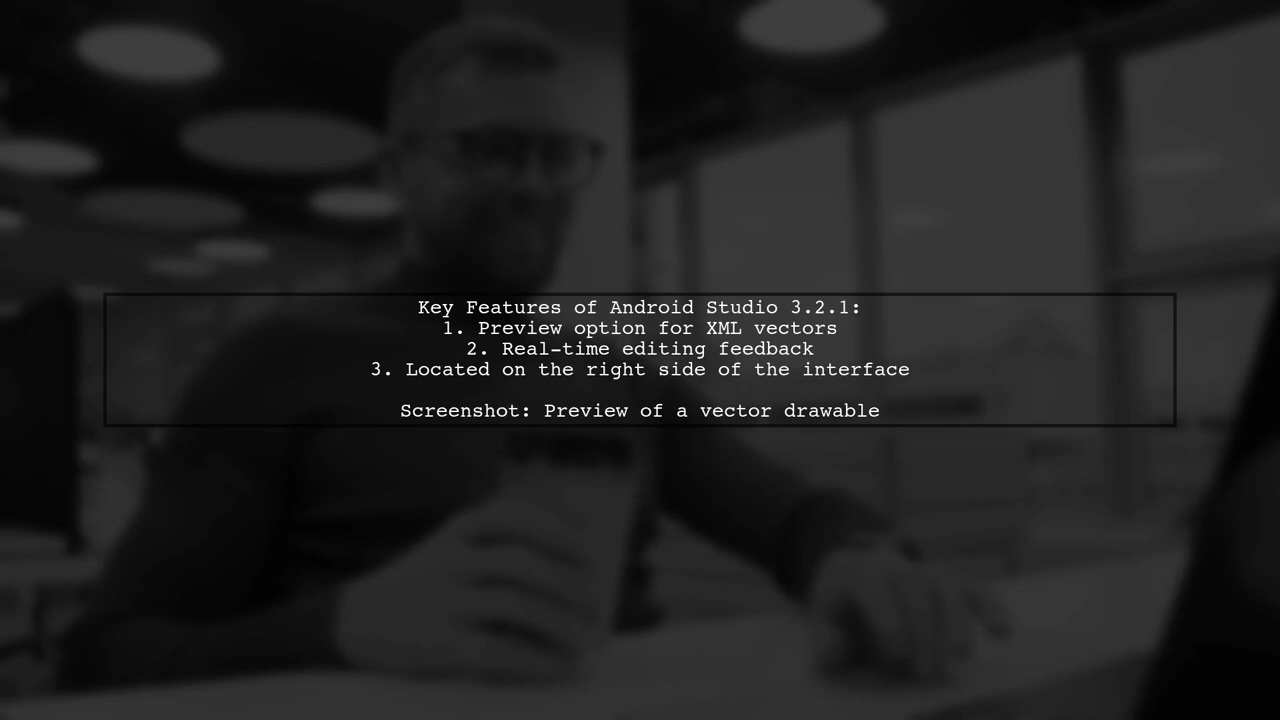 Key Features of Android Studio 3.2.1:
1. Preview option for XML vectors
2. Real-time editing feedback
3. Located on the right side of the interface
Screenshot: Preview of a vector drawable